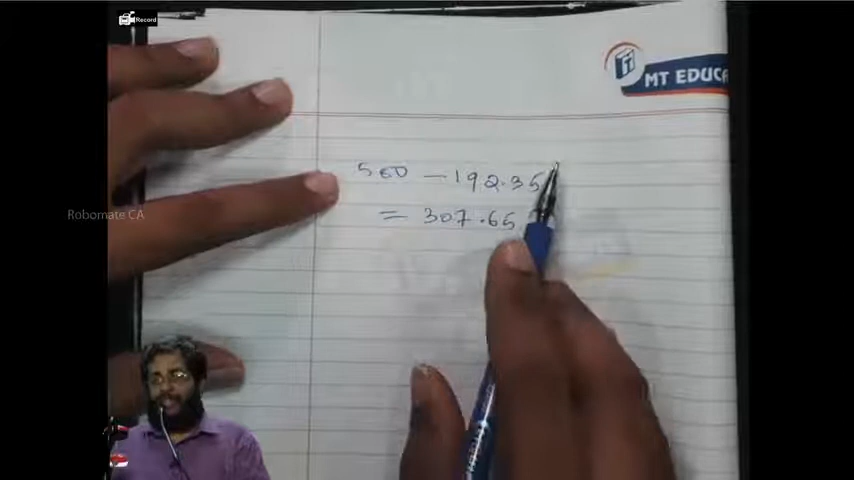 Record
MT EDUCA
500 - 192.35
= 307.65
Robomate CA